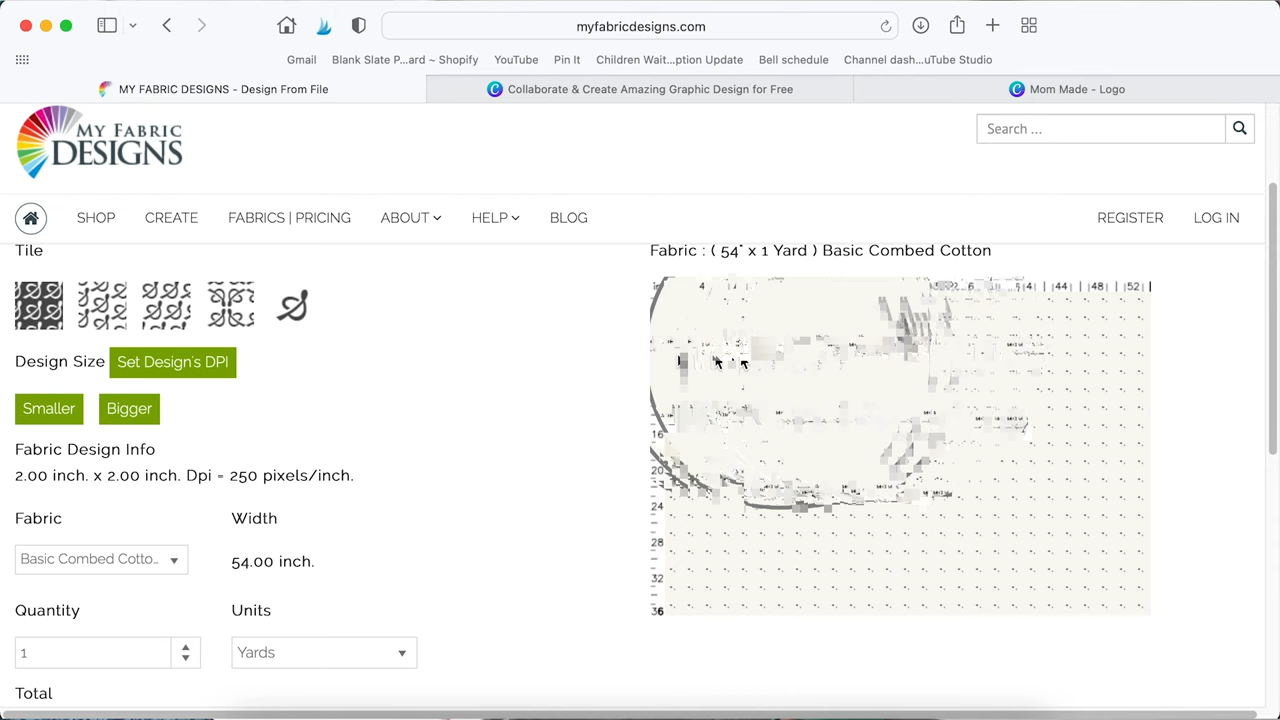 myfabricdesigns.com
Gmail Blank Slate P...ard ~ Shopify YouTube Pin It Children Wait...ption Update Bell schedule Channel dash...uTube Studio
MY FABRIC DESIGNS - Design From File Collaborate & Create Amazing Graphic Design for Free Mom Made - Logo
MY FABRIC
DESIGNS
Search ...
SHOP CREATE FABRICS | PRICING ABOUT HELP BLOG REGISTER LOG IN
Tile Fabric : ( 54" x 1 Yard ) Basic Combed Cotton
4 44 48 52
Design Size Set Design's DPI
Smaller Bigger
16
Fabric Design Info
20
2.00 inch. x 2.00 inch. Dpi = 250 pixels/inch.
24
Fabric Width
28
Basic Combed Cotto... 54.00 inch.
32
Quantity Units
36
1 Yards
Total